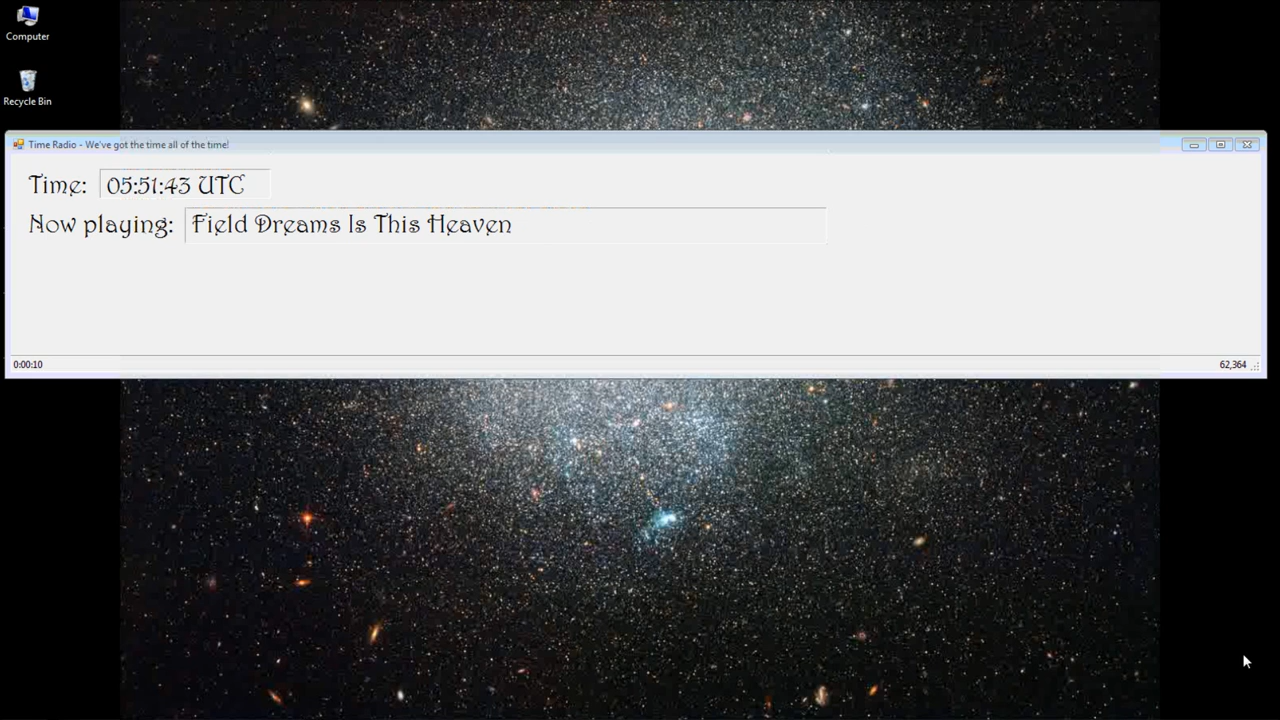 Computer
Recycle Bin
Time Radio - We've got the time all of the time!
Time: 05:51:43 UTC
Now playing: Field Dreams Is This Heaven
0:00:10 62,364